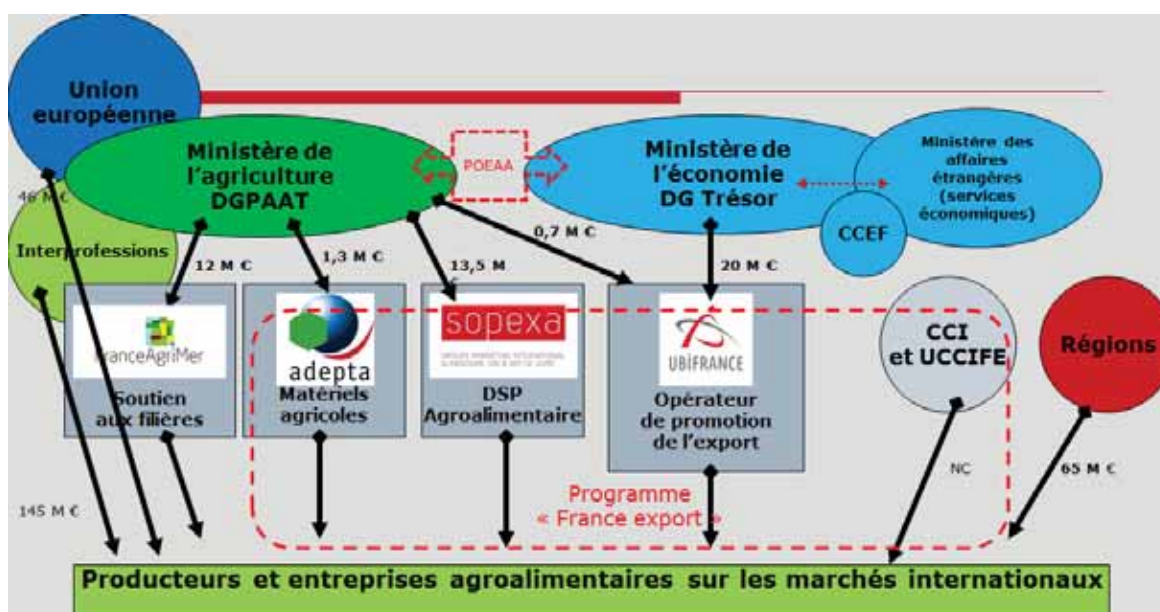 Union
européenne
Ministère de
l'agriculture
DGPAAT
POEAA
Ministère de
l'économie
DG Trésor
Ministère des
affaires
étrangères
(services
économiques)
CCEF
46 M €
Interprofessions
12 M €
1,3 M €
13,5 M
€
0,7 M €
20 M €
FranceAgriMer
Soutien
aux filières
adepta
Matériels
agricoles
sopexa
DSP
Agroalimentaire
UBIFRANCE
Opérateur
de promotion
de l'export
CCI
et UCCIFE
Régions
145 M €
NC
65 M €
Programme
« France export »
Producteurs et entreprises agroalimentaires sur les marchés internationaux